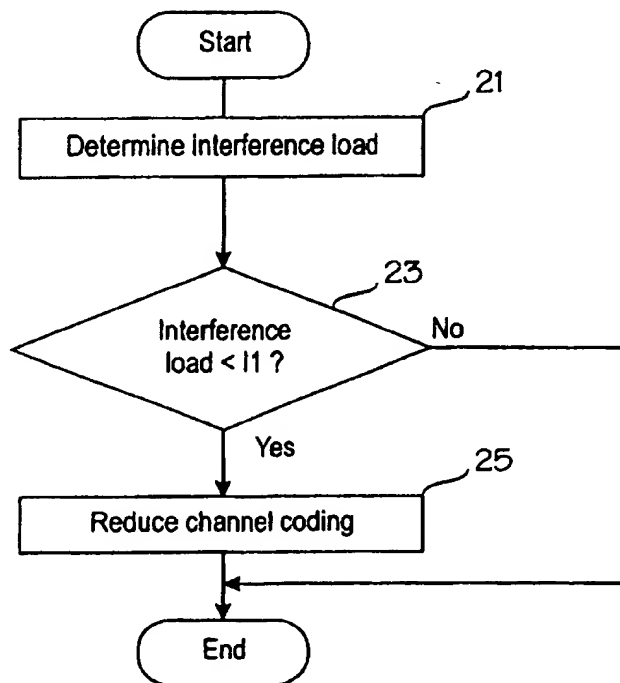 Start
21
Determine interference load
23
Interference
load < I1 ?
No
Yes
25
Reduce channel coding
End